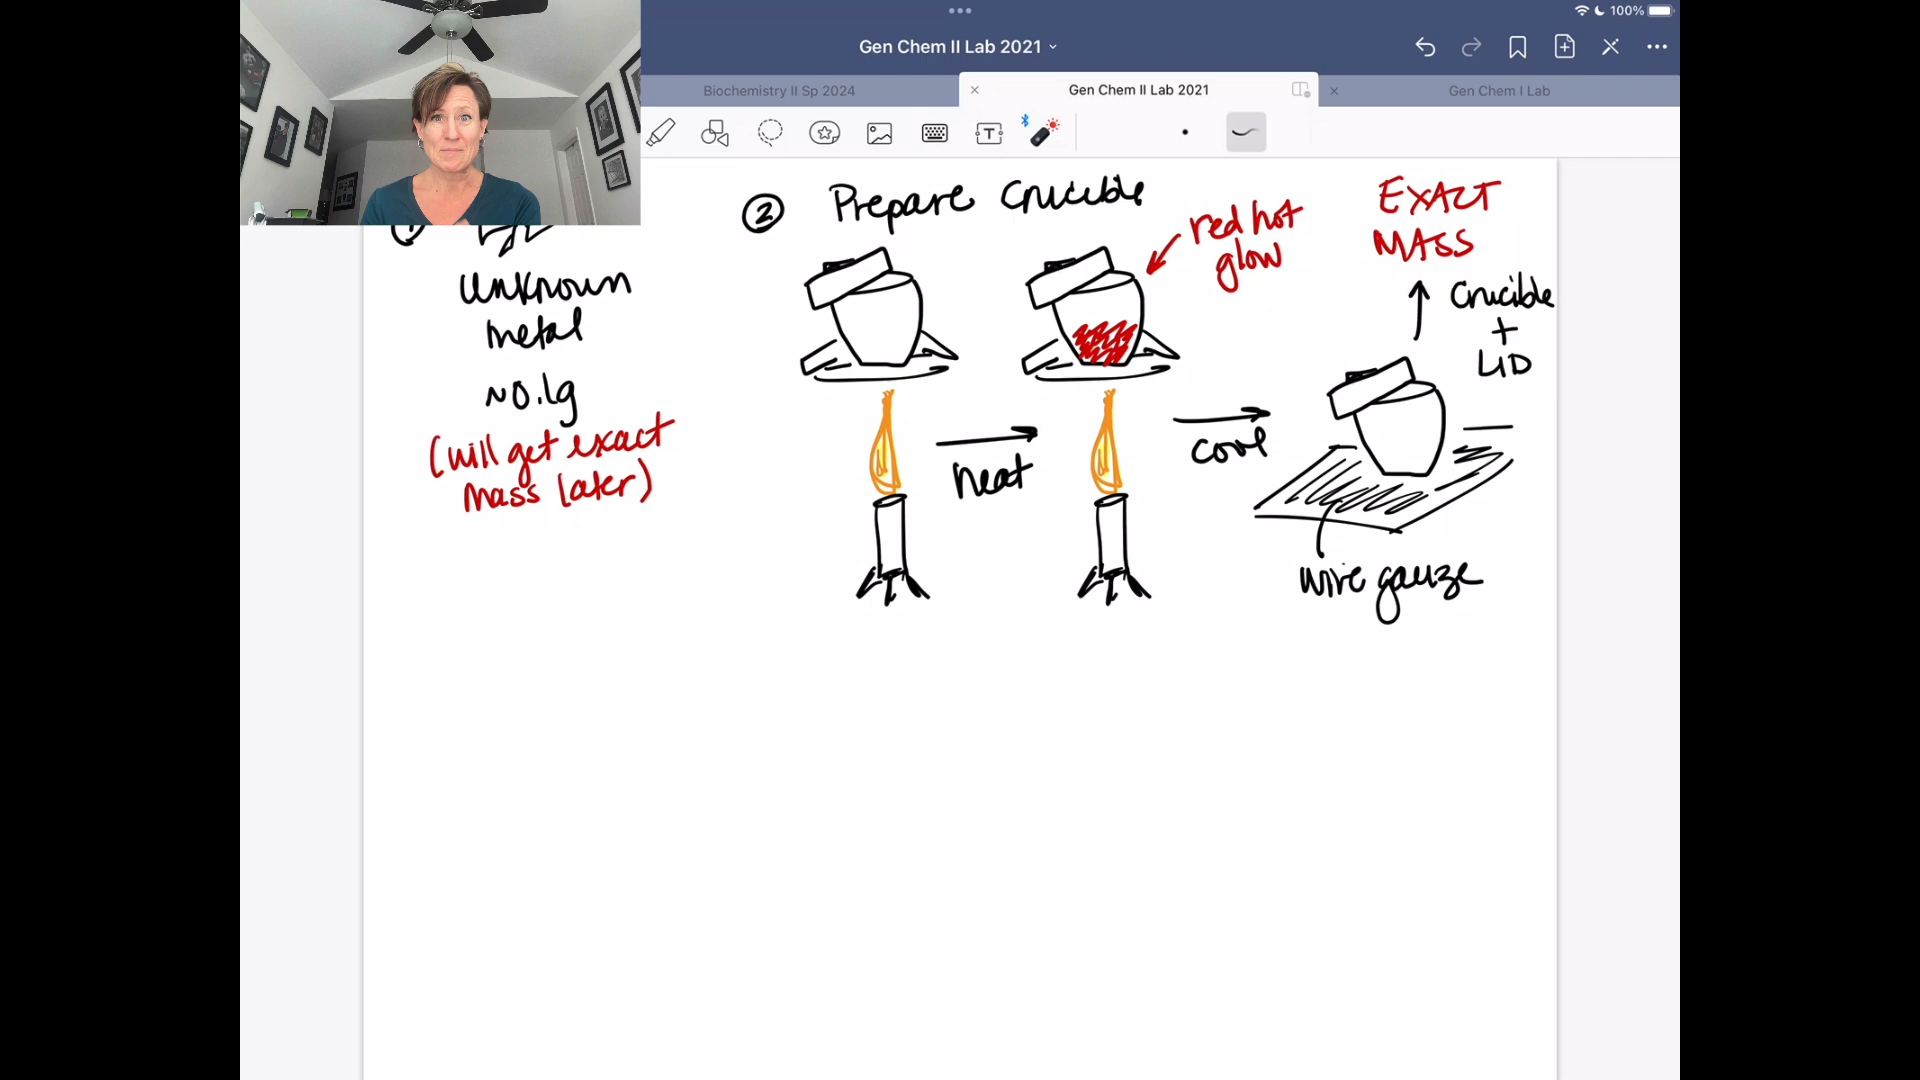 100%
Gen Chem II Lab 2021
Biochemistry II Sp 2024
Gen Chem II Lab 2021
Gen Chem I Lab
T
①
unknown
metal
~0.1g
(will get exact
mass later)
② Prepare Crucible
red hot
glow
heat
cool
EXACT
MASS
Crucible
+
LID
wire gauze